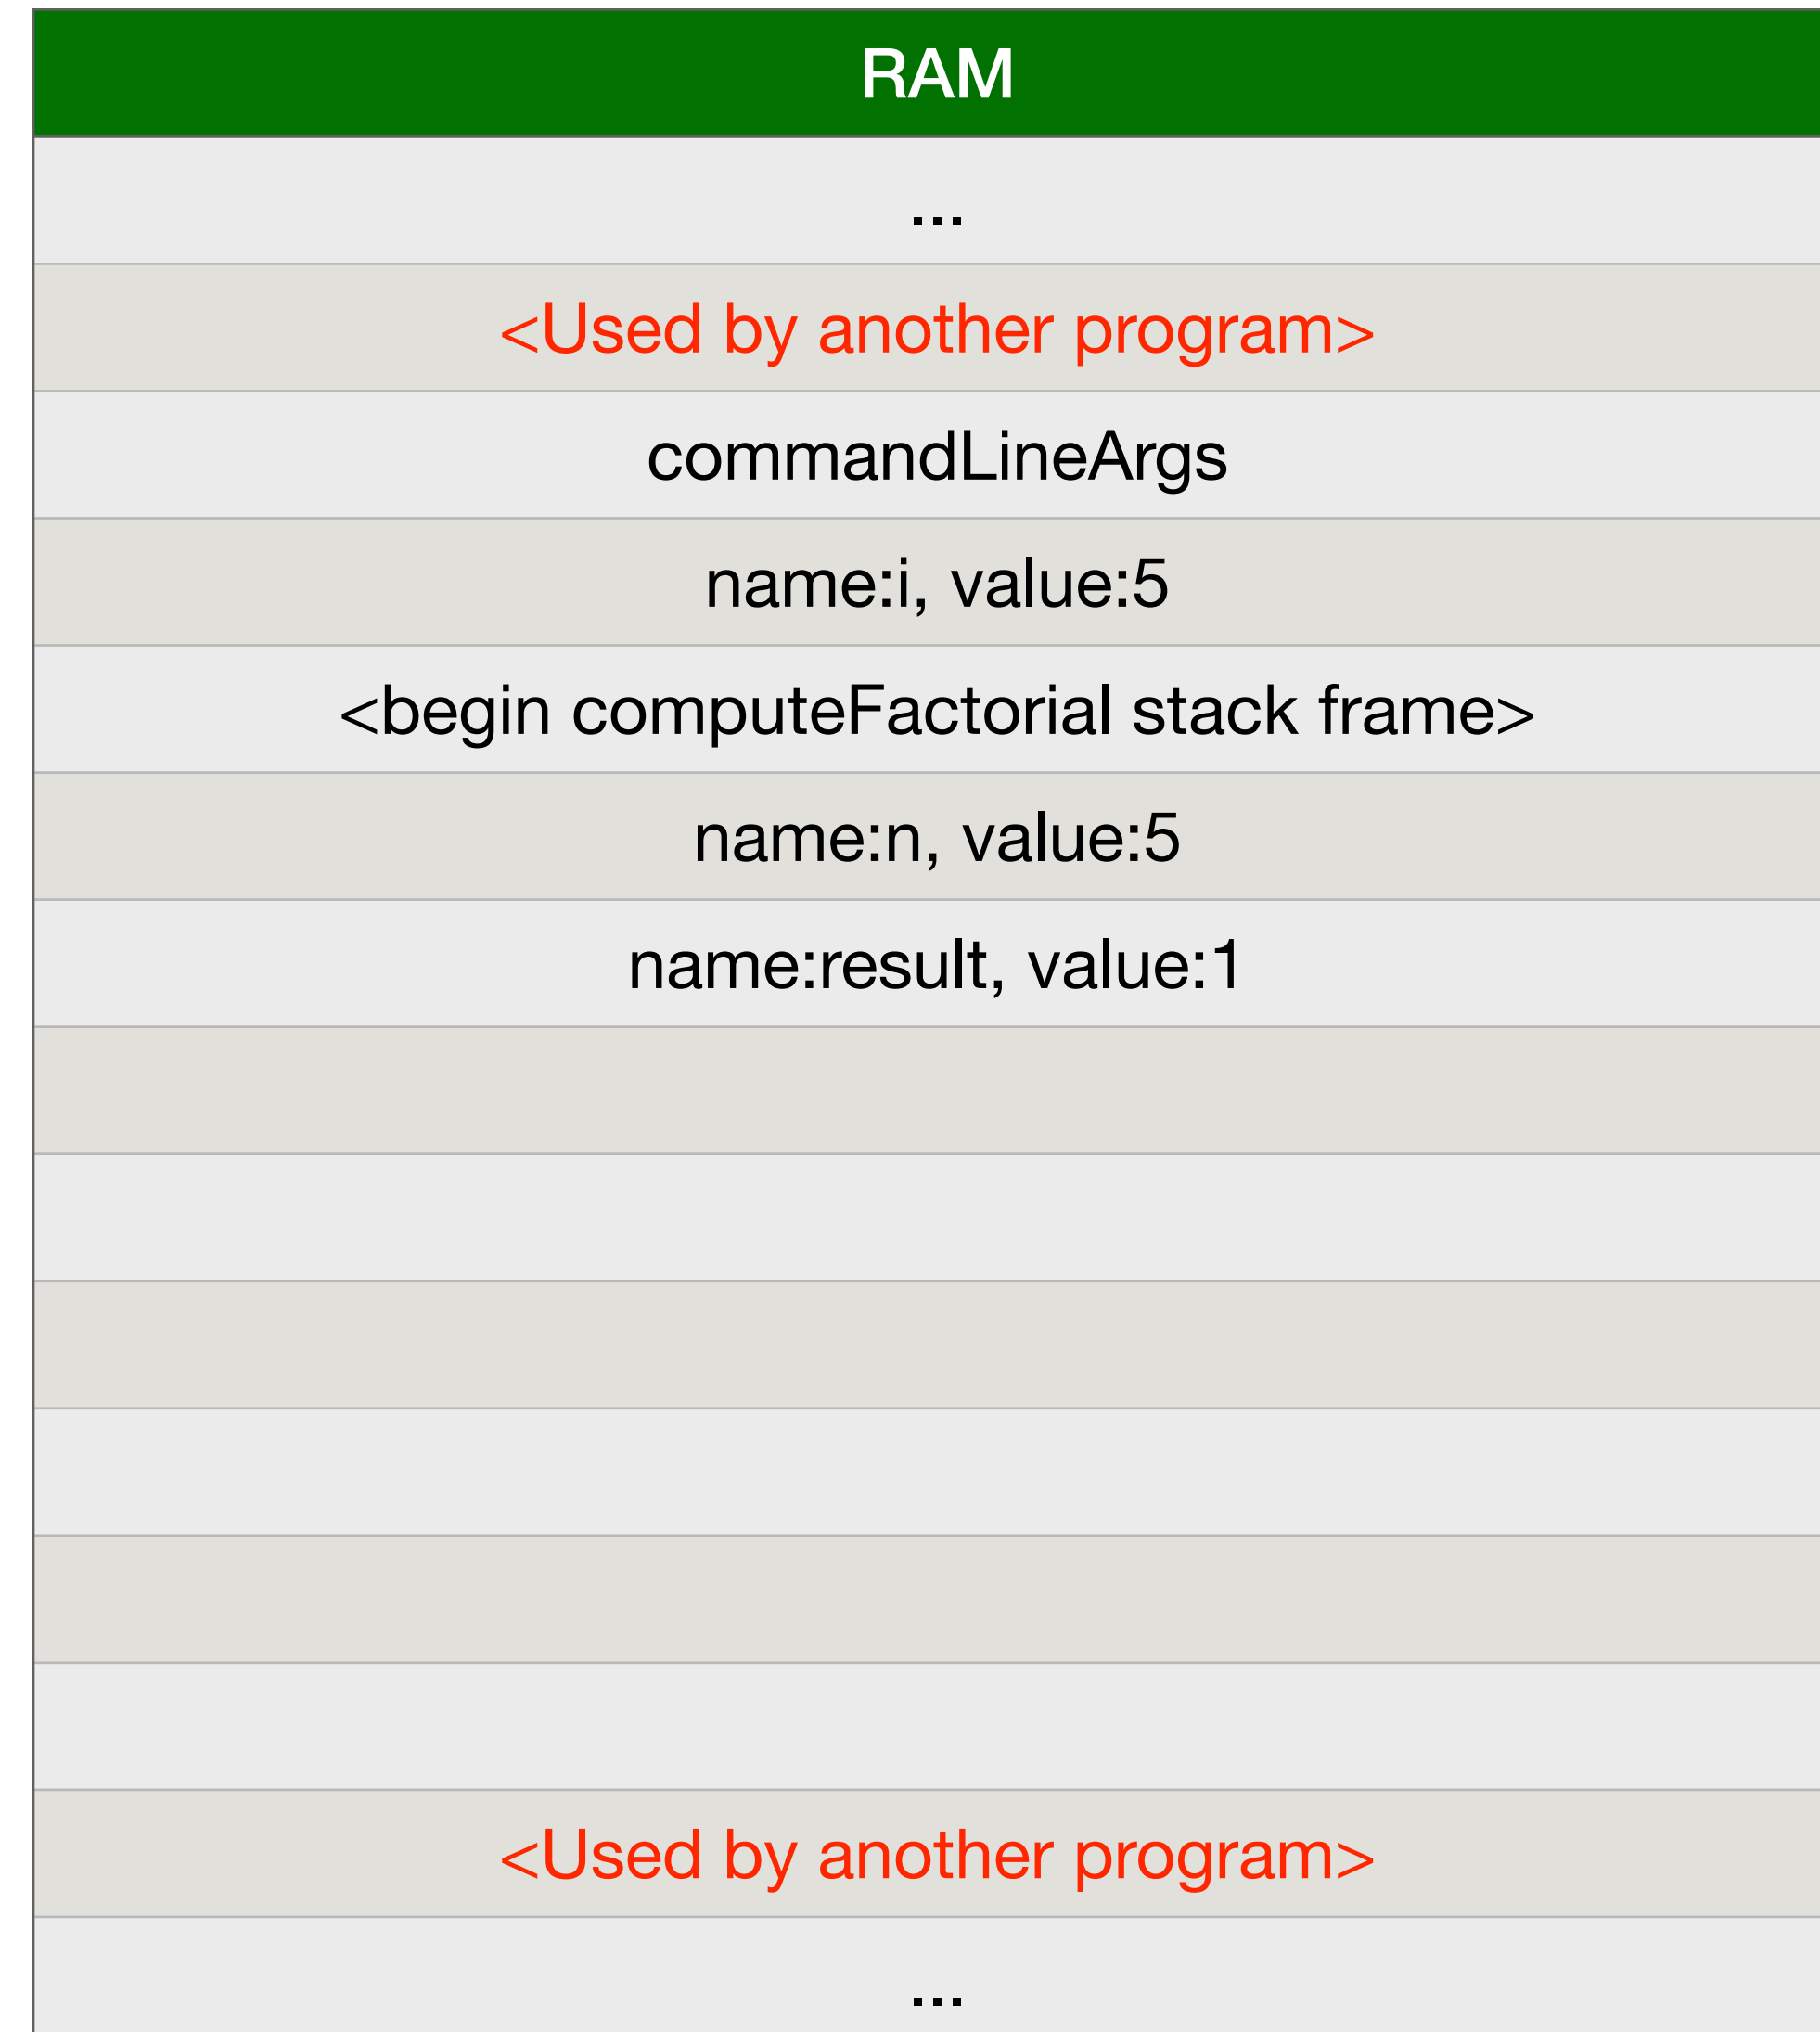 RAM
...
<Used by another program>
commandLineArgs
name:i, value:5
<begin computeFactorial stack frame>
name:n, value:5
name:result, value:1
<Used by another program>
...